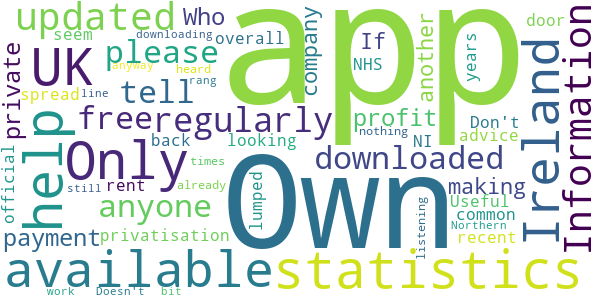 updated Who app door
seem downloading If
UK please overall company another Ireland
anyway heard NHS years
private spread line tell rang
help free regularly profit Don't Information
Only back looking nothing NI advice
official times downloaded
anyone rent already Own making
still lumped Useful
payment privatisation listening common
Northern
available statistics recent
work Doesn't bit